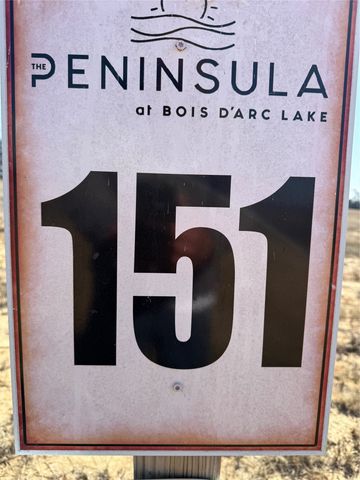 THE PENINSULA
at BOIS D'ARC LAKE
151